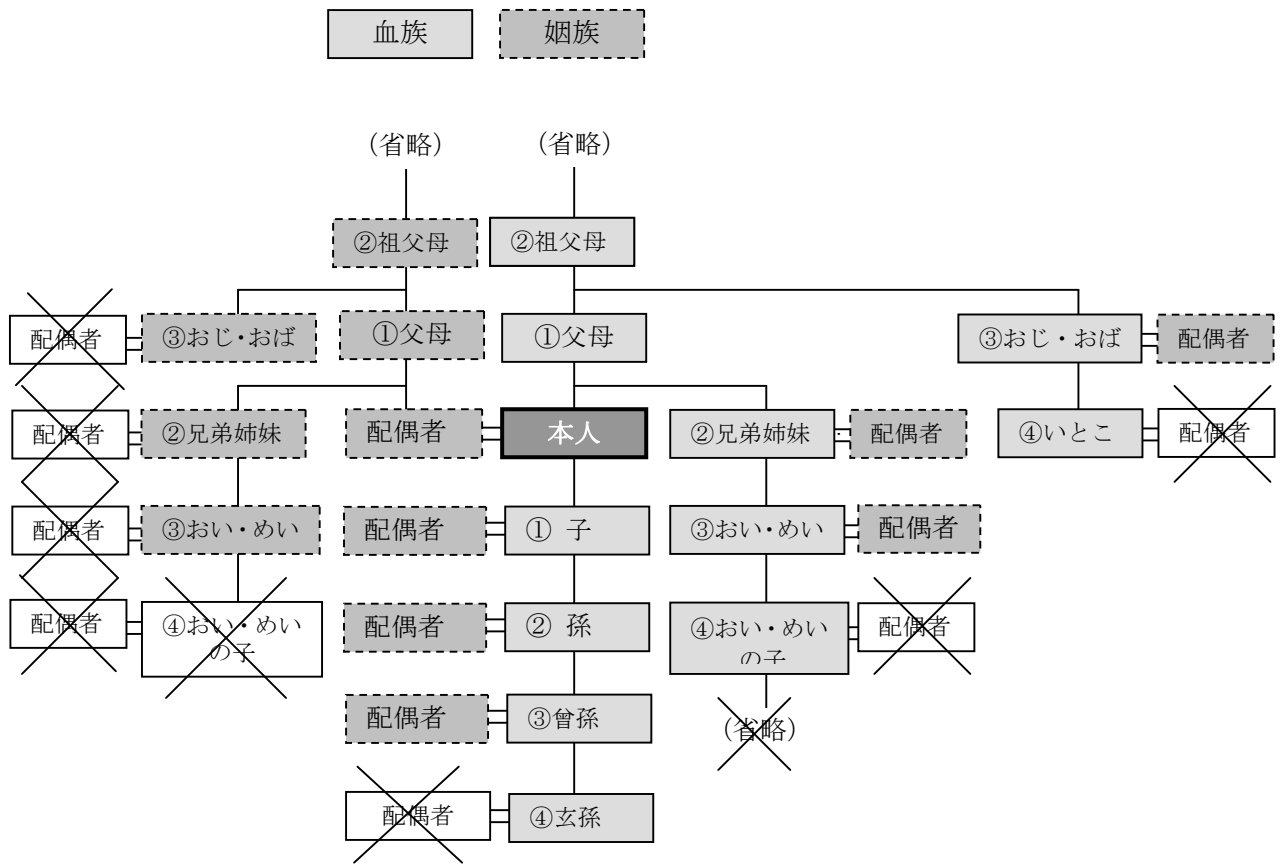 血族
姻族
(省略)
(省略)
②祖父母
②祖父母
配偶者
③おじ・おば
①父母
①父母
③おじ・おば
配偶者
配偶者
②兄弟姉妹
配偶者
本人
②兄弟姉妹
配偶者
④いとこ
配偶者
配偶者
③おい・めい
配偶者
① 子
③おい・めい
配偶者
配偶者
④おい・めい
の子
配偶者
② 孫
④おい・めい
の子
配偶者
配偶者
③曾孫
(省略)
配偶者
④玄孫